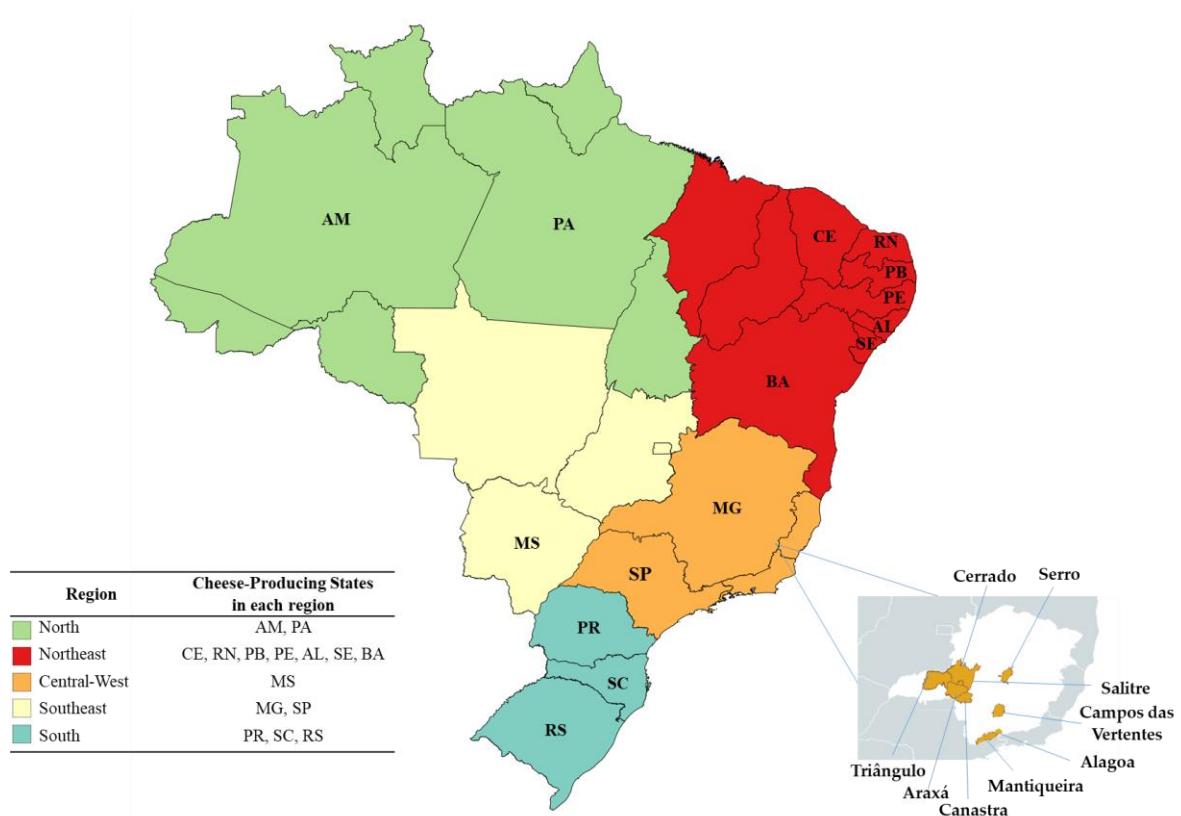 AM
PA
CE
RN
PB
PE
AL
SE
BA
MG
MS
SP
PR
SC
RS
Region Cheese-Producing States
in each region
North AM, PA
Northeast CE, RN, PB, PE, AL, SE, BA
Central-West MS
Southeast MG, SP
South PR, SC, RS
Cerrado
Serro
Salitre
Campos das
Vertentes
Alagoa
Mantiqueira
Canastra
Araxá
Triângulo